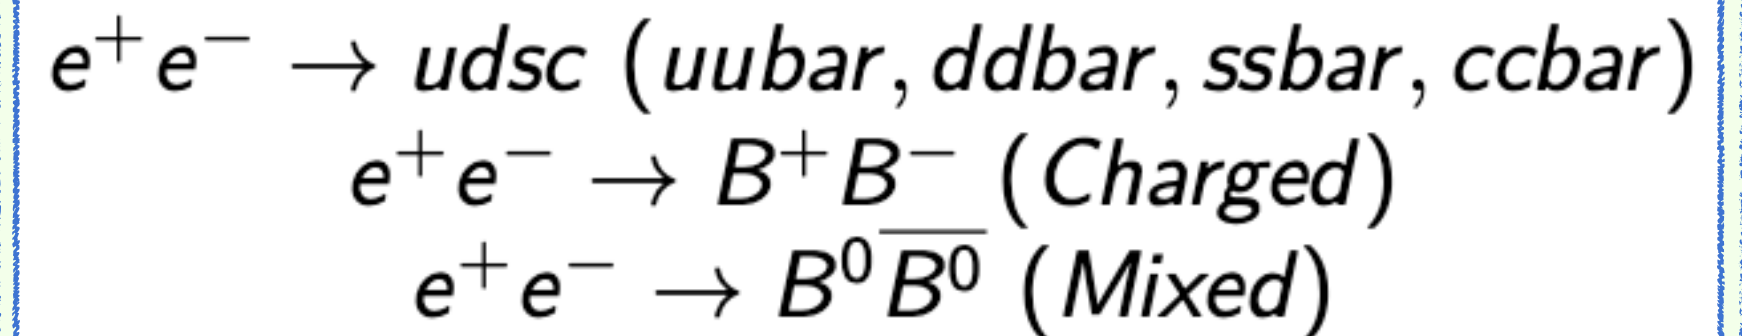 e⁺e⁻ → udsc (uubar, ddbar, ssbar, ccbar)
e⁺e⁻ → B⁺B⁻ (Charged)
e⁺e⁻ → B⁰B̅⁰ (Mixed)